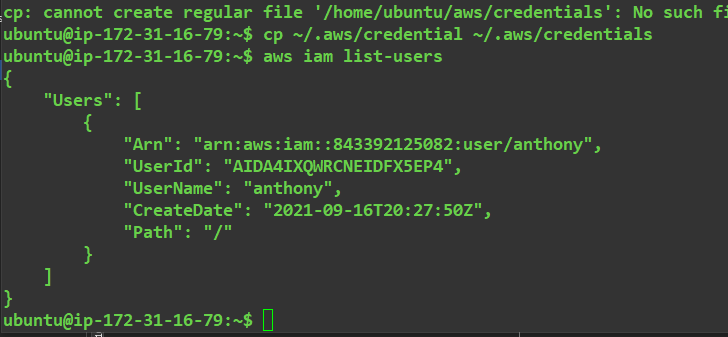 cp: cannot create regular file '/home/ubuntu/aws/credentials': No such fi
ubuntu@ip-172-31-16-79:~$ cp ~/.aws/credential ~/.aws/credentials
ubuntu@ip-172-31-16-79:~$ aws iam list-users
{
    "Users": [
        {
            "Arn": "arn:aws:iam::843392125082:user/anthony",
            "UserId": "AIDA4IXQWRCNEIDFX5EP4",
            "UserName": "anthony",
            "CreateDate": "2021-09-16T20:27:50Z",
            "Path": "/"
        }
    ]
}
ubuntu@ip-172-31-16-79:~$